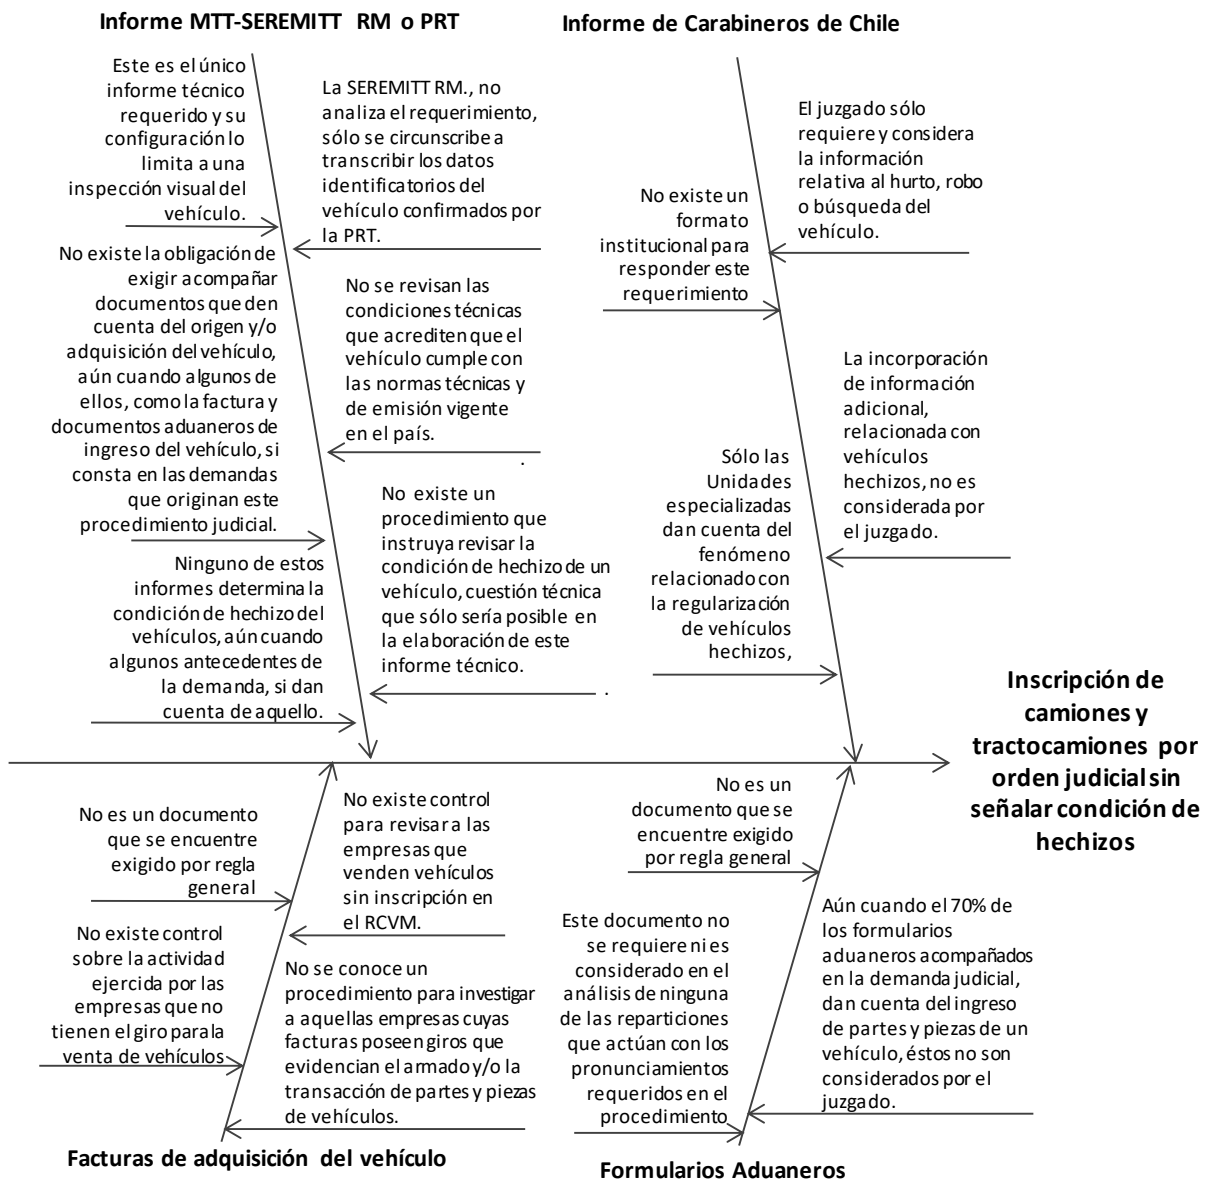 Informe MTT-SEREMITT RM o PRT
Este es el único
informe técnico
requerido y su
configuración lo
limita a una
inspección visual del
vehículo.
La SEREMITT RM., no
analiza el requerimiento,
sólo se circunscribe a
transcribir los datos
identificatorios del
vehículo confirmados por
la PRT.
No existe la obligación de
exigir acompañar
documentos que den
cuenta del origen y/o
adquisición del vehículo,
aún cuando algunos de
ellos, como la factura y
documentos aduaneros de
ingreso del vehículo, si
consta en las demandas
que originan este
procedimiento judicial.
No se revisan las
condiciones técnicas
que acrediten que el
vehículo cumple con
las normas técnicas y
de emisión vigente
en el país.
.
Ninguno de estos
informes determina la
condición de hechizo del
vehículos, aún cuando
algunos antecedentes de
la demanda, si dan
cuenta de aquello.
No existe un
procedimiento que
instruya revisar la
condición de hechizo de un
vehículo, cuestión técnica
que sólo sería posible en
la elaboración de este
informe técnico.
.
Informe de Carabineros de Chile
No existe un
formato
institucional para
responder este
requerimiento
El juzgado sólo
requiere y considera
la información
relativa al hurto, robo
o búsqueda del
vehículo.
Sólo las
Unidades
especializadas
dan cuenta del
fenómeno
relacionado con
la regularización
de vehículos
hechizos,
La incorporación
de información
adicional,
relacionada con
vehículos
hechizos, no es
considerada por
el juzgado.
Inscripción de
camiones y
tractocamiones por
orden judicial sin
señalar condición de
hechizos
No es un documento
que se encuentre
exigido por regla
general
No existe control
para revisar a las
empresas que
venden vehículos
sin inscripción en
el RCVM.
No existe control
sobre la actividad
ejercida por las
empresas que no
tienen el giro para la
venta de vehículos
No se conoce un
procedimiento para investigar
a aquellas empresas cuyas
facturas poseen giros que
evidencian el armado y/o la
transacción de partes y piezas
de vehículos.
Facturas de adquisición del vehículo
No es un
documento que se
encuentre exigido
por regla general
Este documento no
se requiere ni es
considerado en el
análisis de ninguna
de las reparticiones
que actúan con los
pronunciamientos
requeridos en el
procedimiento
Aún cuando el 70% de
los formularios
aduaneros acompañados
en la demanda judicial,
dan cuenta del ingreso
de partes y piezas de un
vehículo, éstos no son
considerados por el
juzgado.
Formularios Aduaneros